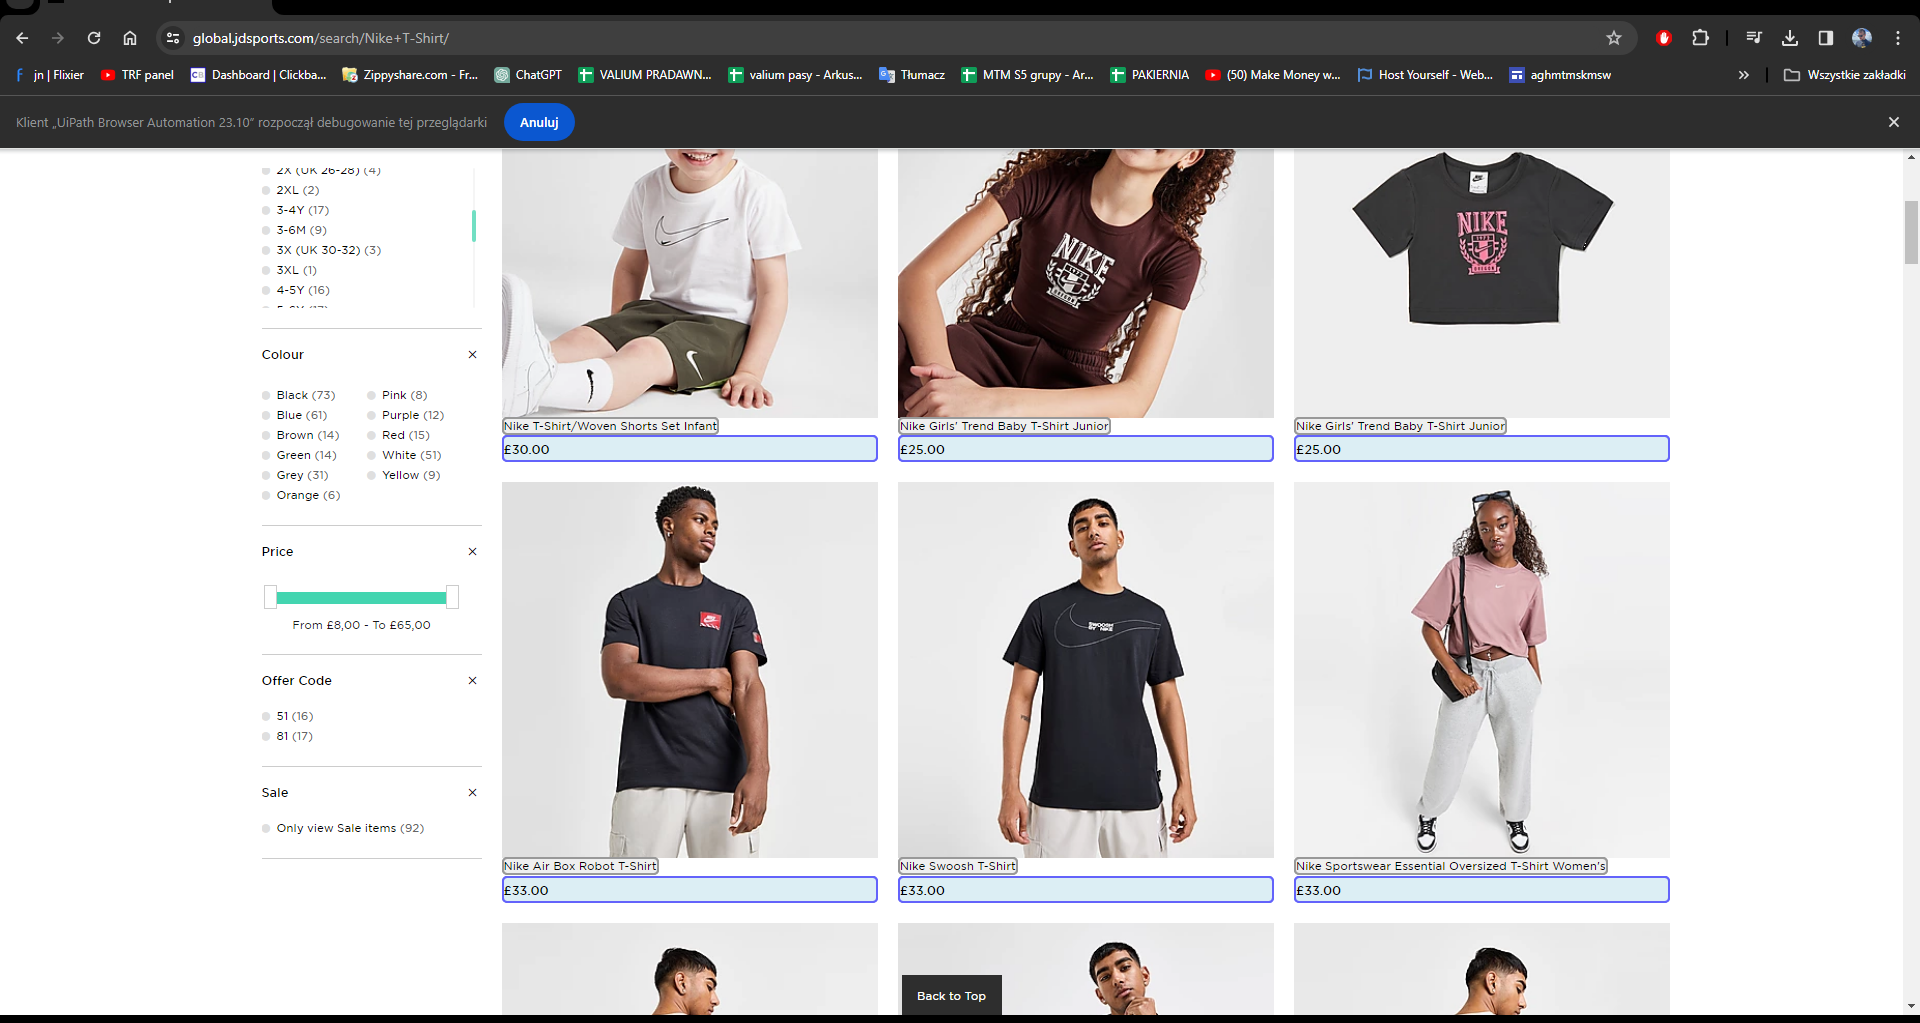 global.jdsports.com/search/Nike+T-Shirt/
jn | Flixier
TRF panel
Dashboard | Clickba...
Zippyshare.com - Fr...
ChatGPT
VALIUM PRADAWN...
valium pasy - Arkus...
Tłumacz
MTM S5 grupy - Ar...
PAKIERNIA
(50) Make Money w...
Host Yourself - Web...
aghmtmskmsw
Wszystkie zakładki
Klient „UiPath Browser Automation 23.10” rozpoczął debugowanie tej przeglądarki
Anuluj
2X (UK 26-28) (4)
2XL (2)
3-4Y (17)
3-6M (9)
3X (UK 30-32) (3)
3XL (1)
4-5Y (16)
Colour
Black (73)
Pink (8)
Blue (61)
Purple (12)
Brown (14)
Red (15)
Green (14)
White (51)
Grey (31)
Yellow (9)
Orange (6)
Price
From £8,00 - To £65,00
Offer Code
51 (16)
81 (17)
Sale
Only view Sale items (92)
NIKE
NIKE
Nike T-Shirt/Woven Shorts Set Infant
£30.00
Nike Girls' Trend Baby T-Shirt Junior
£25.00
Nike Girls' Trend Baby T-Shirt Junior
£25.00
SWOOSH
BY NIKE
Nike Air Box Robot T-Shirt
£33.00
Nike Swoosh T-Shirt
£33.00
Nike Sportswear Essential Oversized T-Shirt Women's
£33.00
Back to Top